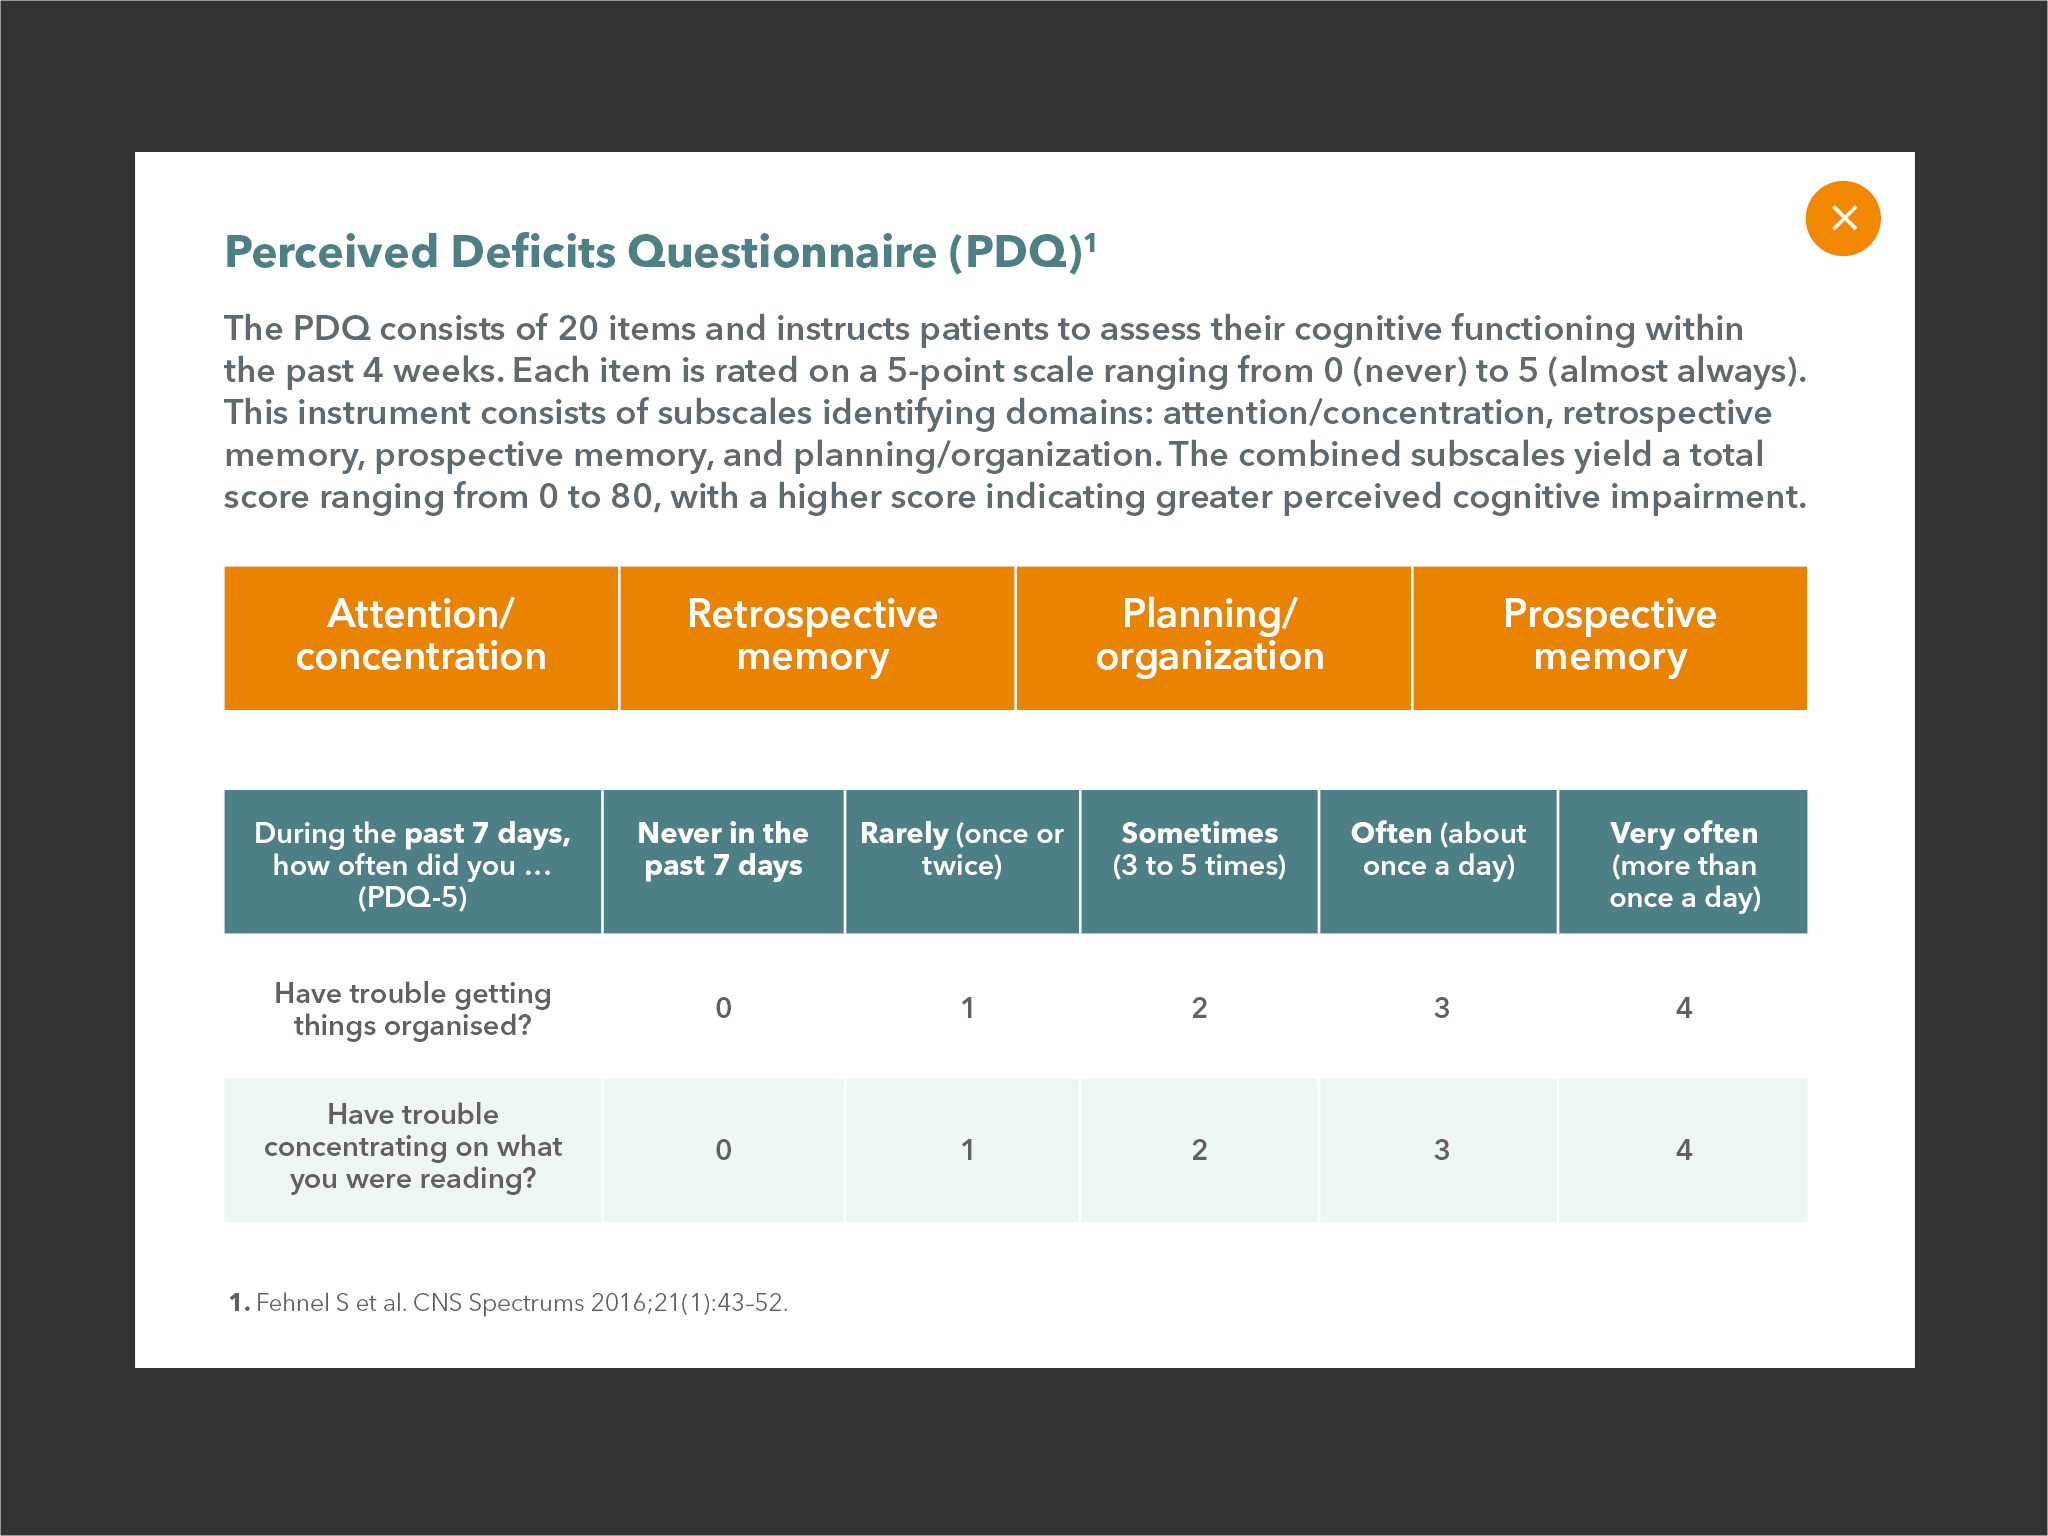 Perceived Deficits Questionnaire (PDQ)¹
The PDQ consists of 20 items and instructs patients to assess their cognitive functioning within
the past 4 weeks. Each item is rated on a 5-point scale ranging from 0 (never) to 5 (almost always).
This instrument consists of subscales identifying domains: attention/concentration, retrospective
memory, prospective memory, and planning/organization. The combined subscales yield a total
score ranging from 0 to 80, with a higher score indicating greater perceived cognitive impairment.
Attention/
concentration
Retrospective
memory
Planning/
organization
Prospective
memory
During the past 7 days,
how often did you …
(PDQ-5)
Never in the
past 7 days
Rarely (once or
twice)
Sometimes
(3 to 5 times)
Often (about
once a day)
Very often
(more than
once a day)
Have trouble getting
things organised?
0 1 2 3 4
Have trouble
concentrating on what
you were reading?
0 1 2 3 4
1. Fehnel S et al. CNS Spectrums 2016;21(1):43–52.